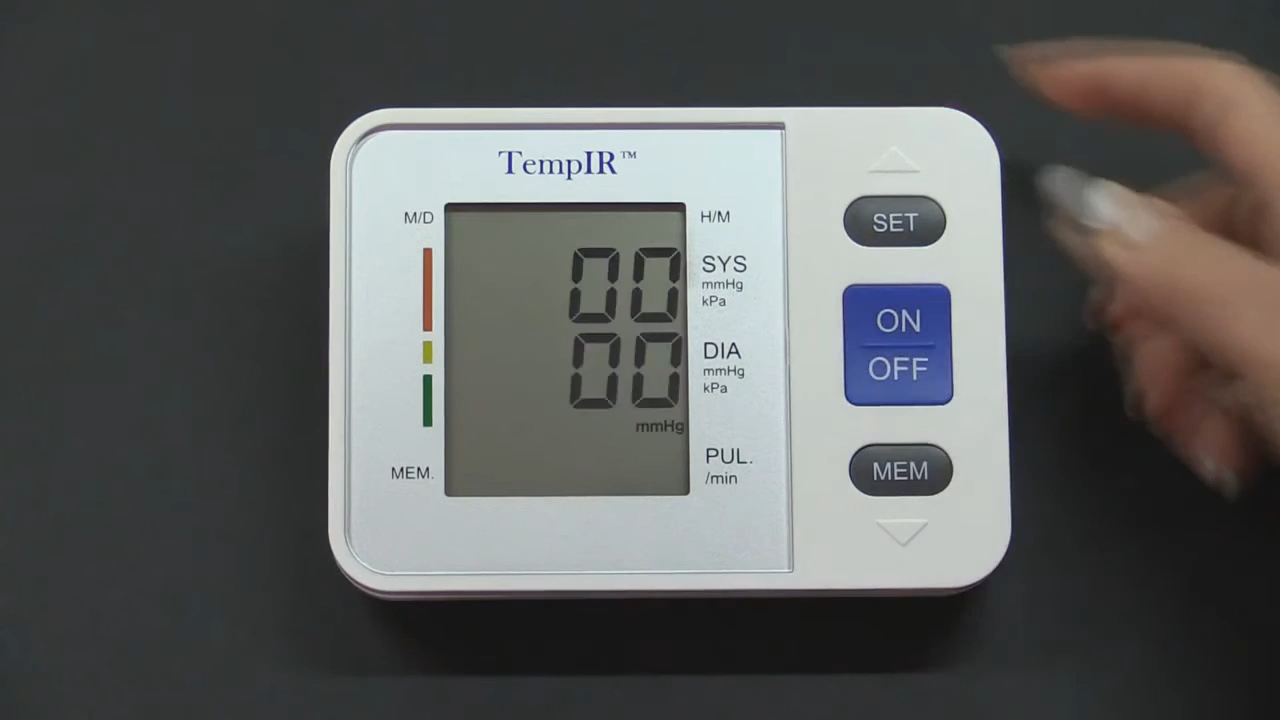 TempIR™
M/D
H/M
00
SYS
mmHg
kPa
00
DIA
mmHg
kPa
mmHg
MEM.
PUL.
/min
SET
ON
OFF
MEM